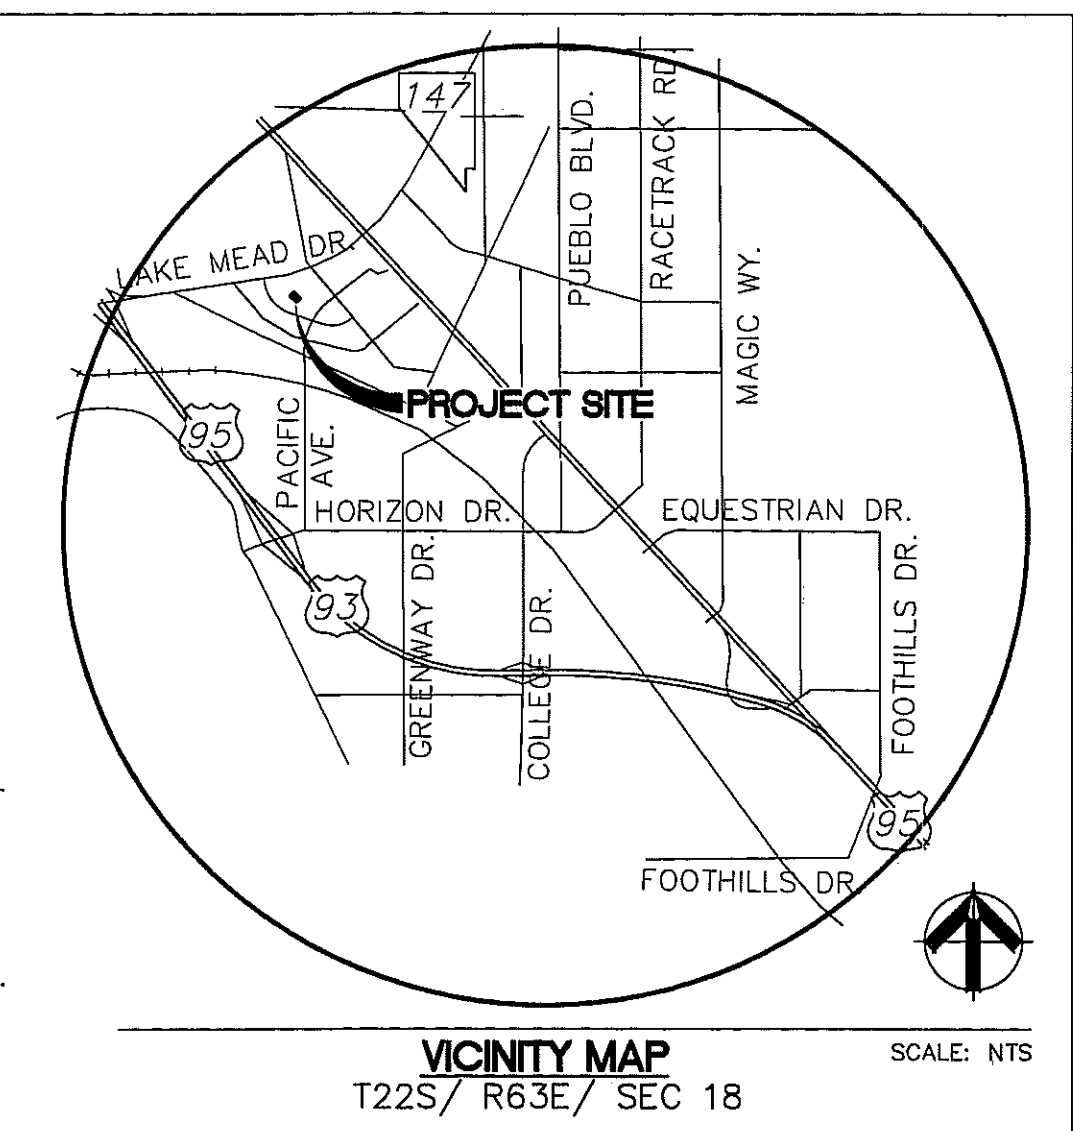 147
PUEBLO BLVD.
RACETRACK RD.
MAGIC WY.
LAKE MEAD DR.
PROJECT SITE
95
PACIFIC
AVE.
HORIZON DR.
EQUESTRIAN DR.
93
GREENWAY DR.
COLLEGE DR.
FOOTHILLS DR.
95
FOOTHILLS DR
VICINITY MAP
SCALE: NTS
T22S/ R63E/ SEC 18